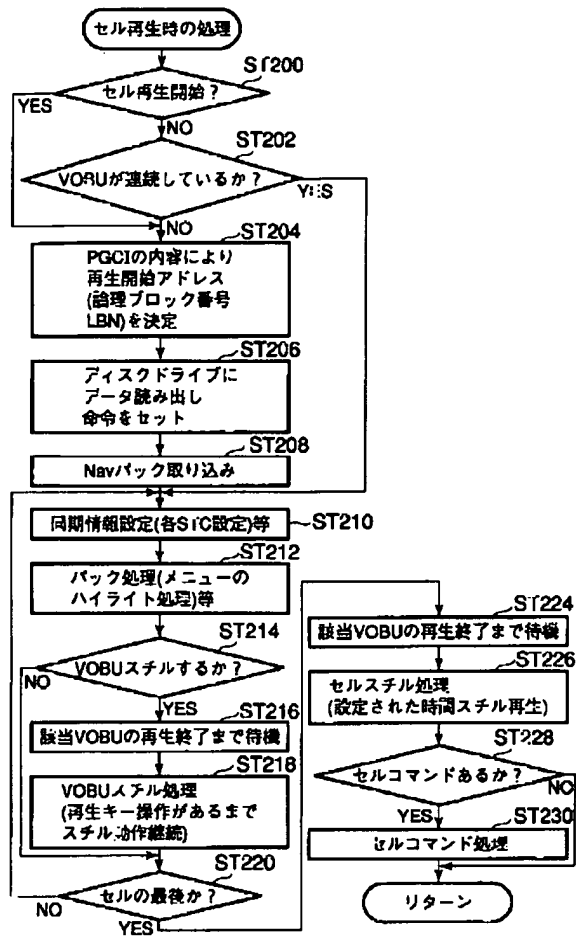 セル再生時の処理
ST200
セル再生開始？
YES
NO
ST202
VOBUが連続しているか？
YES
NO
ST204
PGCIの内容により
再生開始アドレス
(論理ブロック番号
LBN)を決定
ST206
ディスクドライブに
データ読み出し
命令をセット
ST208
Navパック取り込み
同期情報設定(各STC設定)等
ST210
ST212
パック処理(メニューの
ハイライト処理)等
ST214
VOBUスチルするか？
NO
YES
ST216
該当VOBUの再生終了まで待機
ST218
VOBUスチル処理
(再生キー操作があるまで
スチル動作継続)
ST220
セルの最後か？
NO
YES
ST224
該当VOBUの再生終了まで待機
ST226
セルスチル処理
(設定された時間スチル再生)
ST228
セルコマンドあるか？
NO
YES
ST230
セルコマンド処理
リターン